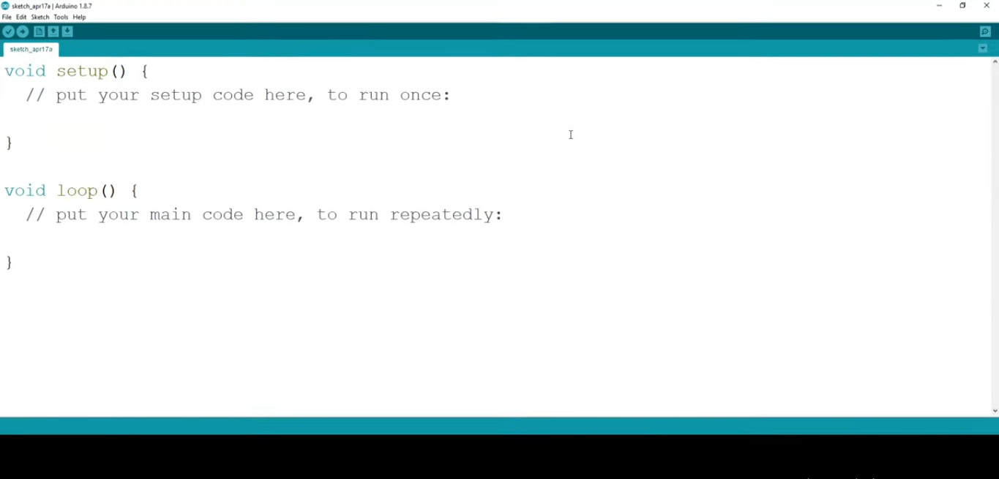 sketch_apr17a | Arduino 1.8.7
File Edit Sketch Tools Help
sketch_apr17a
void setup() {
  // put your setup code here, to run once:
}
void loop() {
  // put your main code here, to run repeatedly:
}